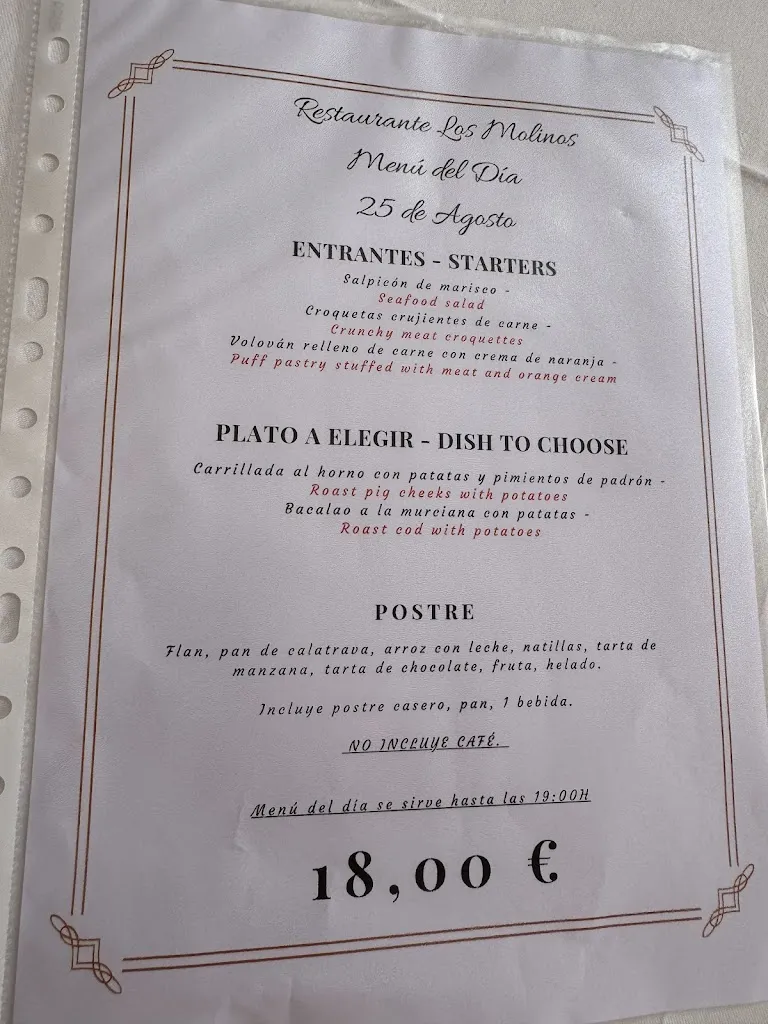 Restaurante Los Molinos
Menú del Día
25 de Agosto
ENTRANTES - STARTERS
Salpicón de marisco -
Seafood salad
Croquetas crujientes de carne -
Crunchy meat croquettes
Volován relleno de carne con crema de naranja -
Puff pastry stuffed with meat and orange cream
PLATO A ELEGIR - DISH TO CHOOSE
Carrillada al horno con patatas y pimientos de padrón -
Roast pig cheeks with potatoes
Bacalao a la murciana con patatas -
Roast cod with potatoes
POSTRE
Flan, pan de calatrava, arroz con leche, natillas, tarta de
manzana, tarta de chocolate, fruta, helado.
Incluye postre casero, pan, 1 bebida.
NO INCLUYE CAFÉ.
Menú del día se sirve hasta las 19:00H
18,00 €